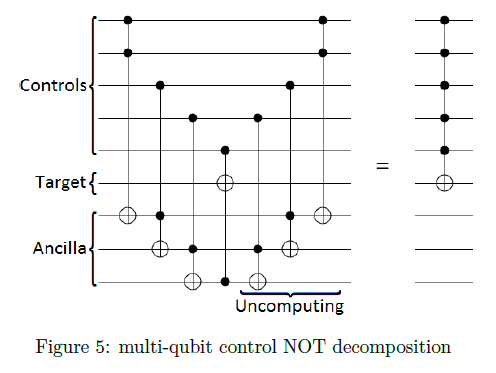 Controls
Target
=
Ancilla
Uncomputing
Figure 5: multi-qubit control NOT decomposition